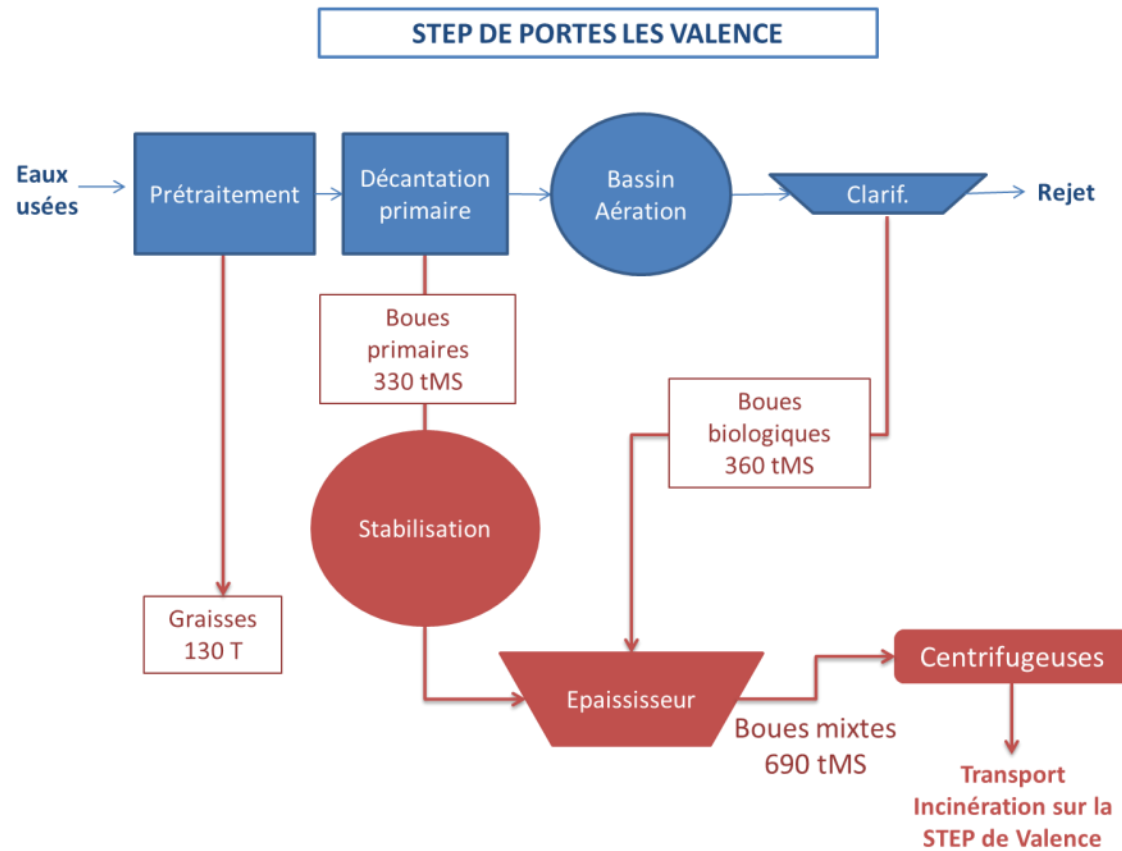 STEP DE PORTES LES VALENCE
Eaux
usées
Prétraitement
Décantation
primaire
Bassin
Aération
Clarif.
Rejet
Boues
primaires
330 tMS
Boues
biologiques
360 tMS
Stabilisation
Graisses
130 T
Epaississeur
Centrifugeuses
Boues mixtes
690 tMS
Transport
Incinération sur la
STEP de Valence